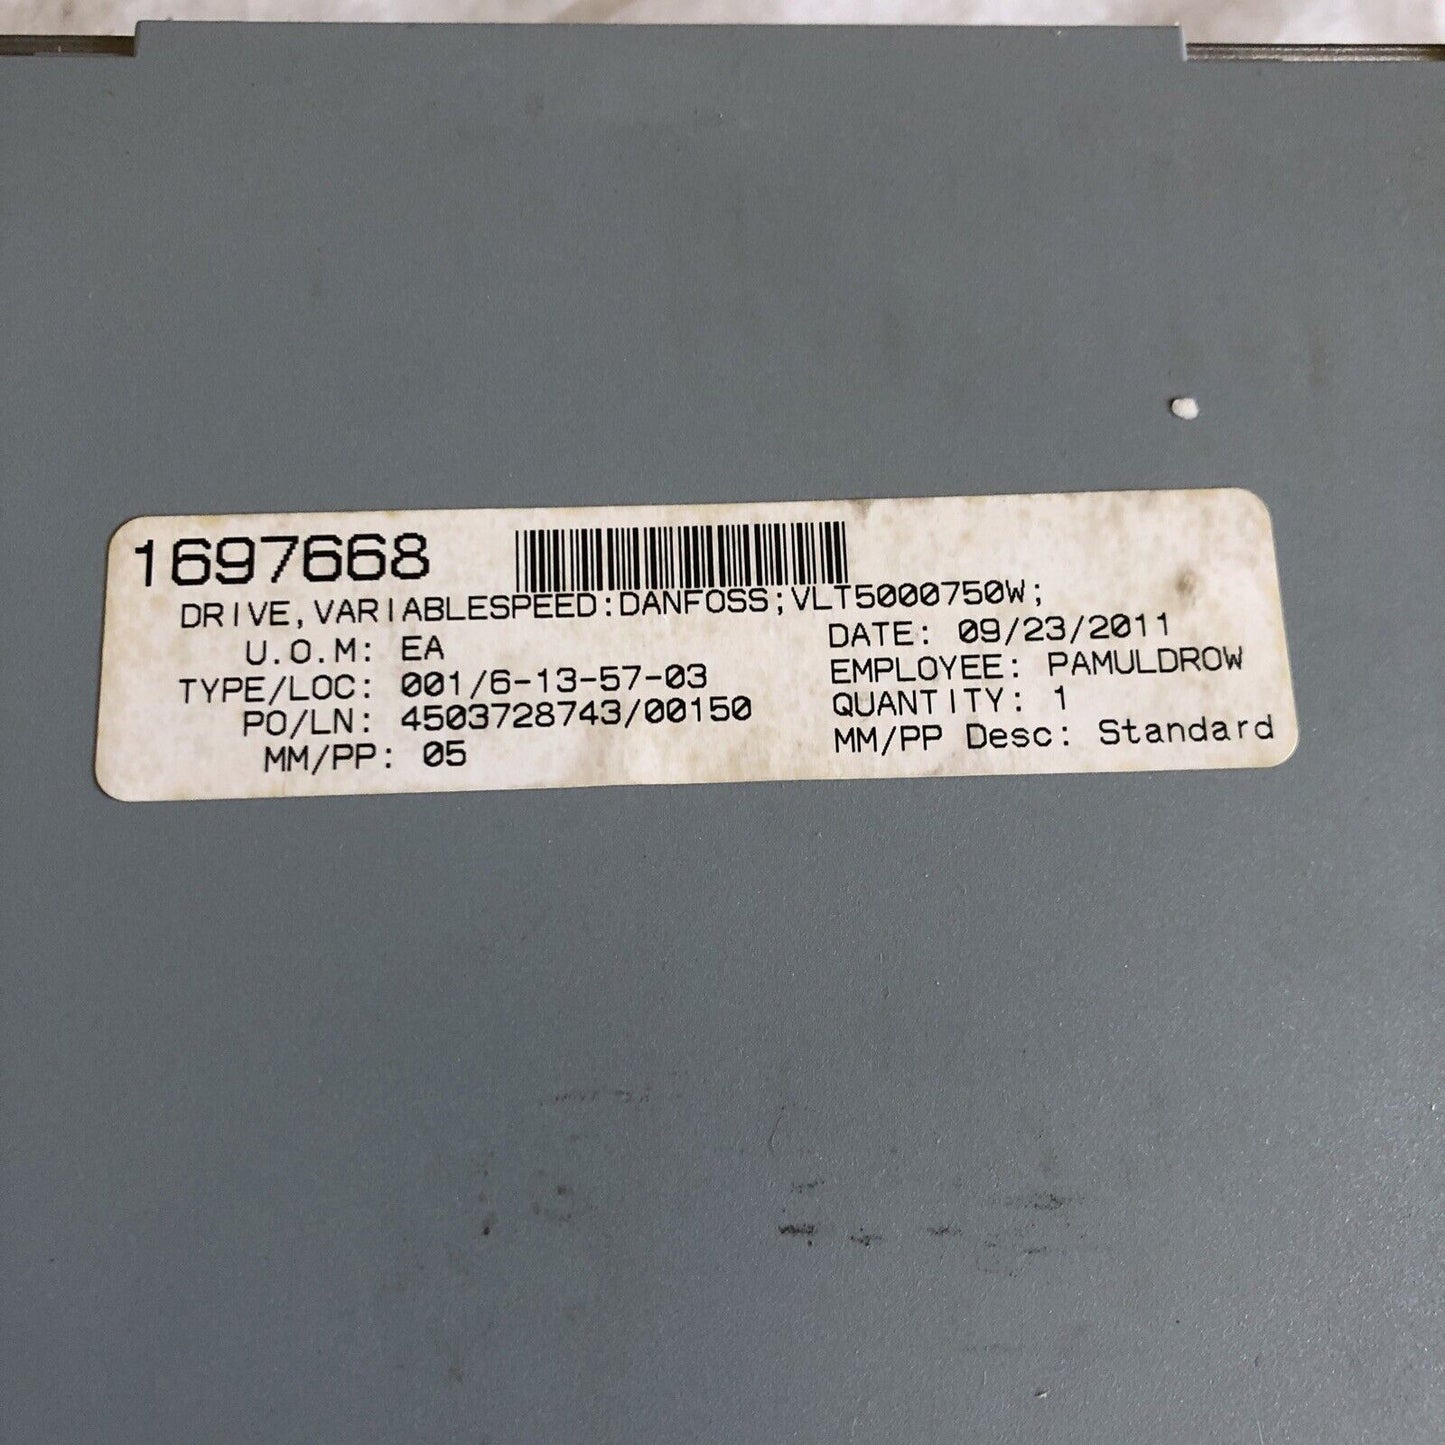 1697668
DRIVE,VARIABLESPEED:DANFOSS;VLT5000750W;
U.O.M: EA
DATE: 09/23/2011
TYPE/LOC: 001/6-13-57-03
EMPLOYEE: PAMULDROW
PO/LN: 4503728743/00150
QUANTITY: 1
MM/PP: 05
MM/PP Desc: Standard